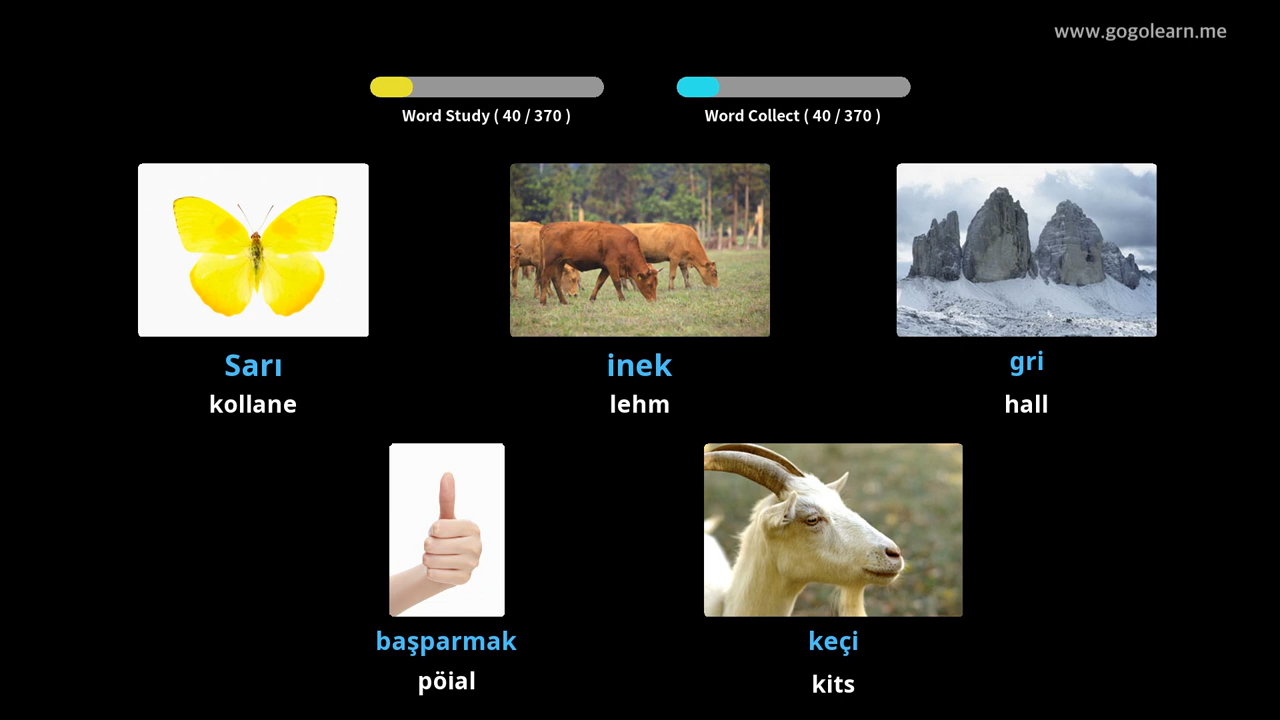 www.gogolearn.me
Word Study ( 40 / 370 )
Word Collect ( 40 / 370 )
Sarı
kollane
inek
lehm
gri
hall
başparmak
pöial
keçi
kits